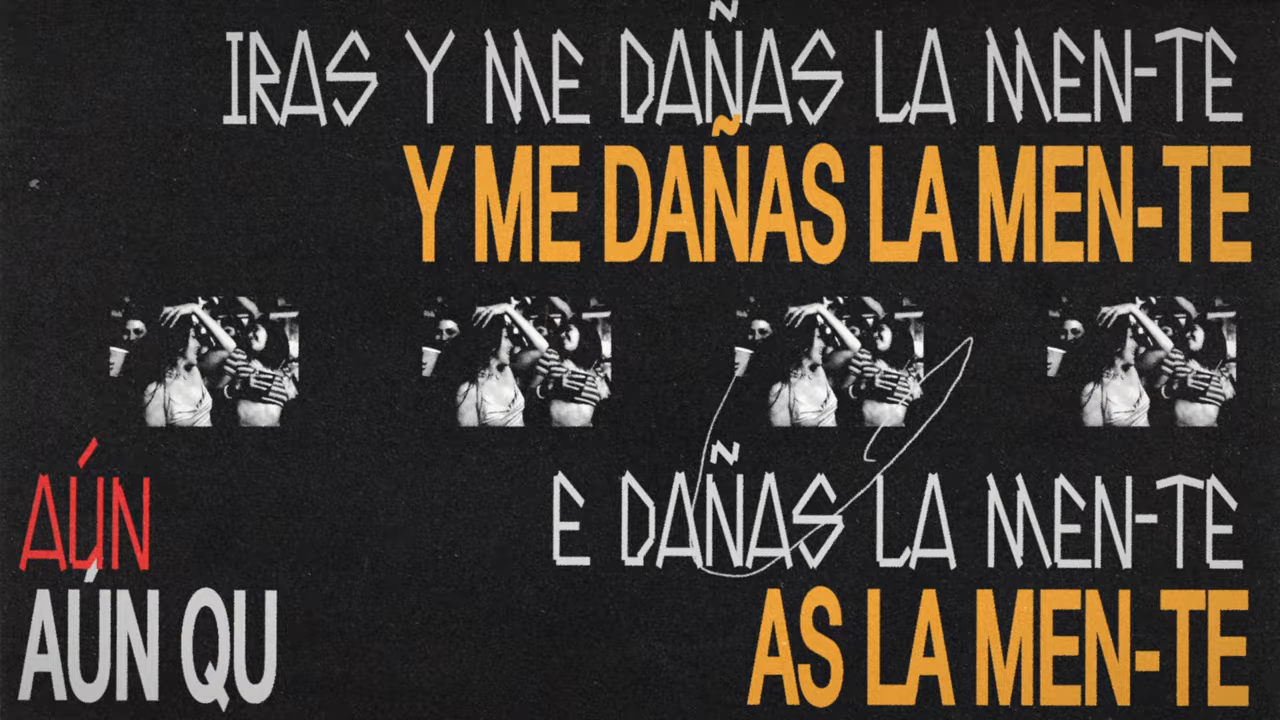 IRAS Y ME DAÑAS LA MEN-TE
Y ME DAÑAS LA MEN-TE
AÚN E DAÑAS LA MEN-TE
AÚN QU AS LA MEN-TE